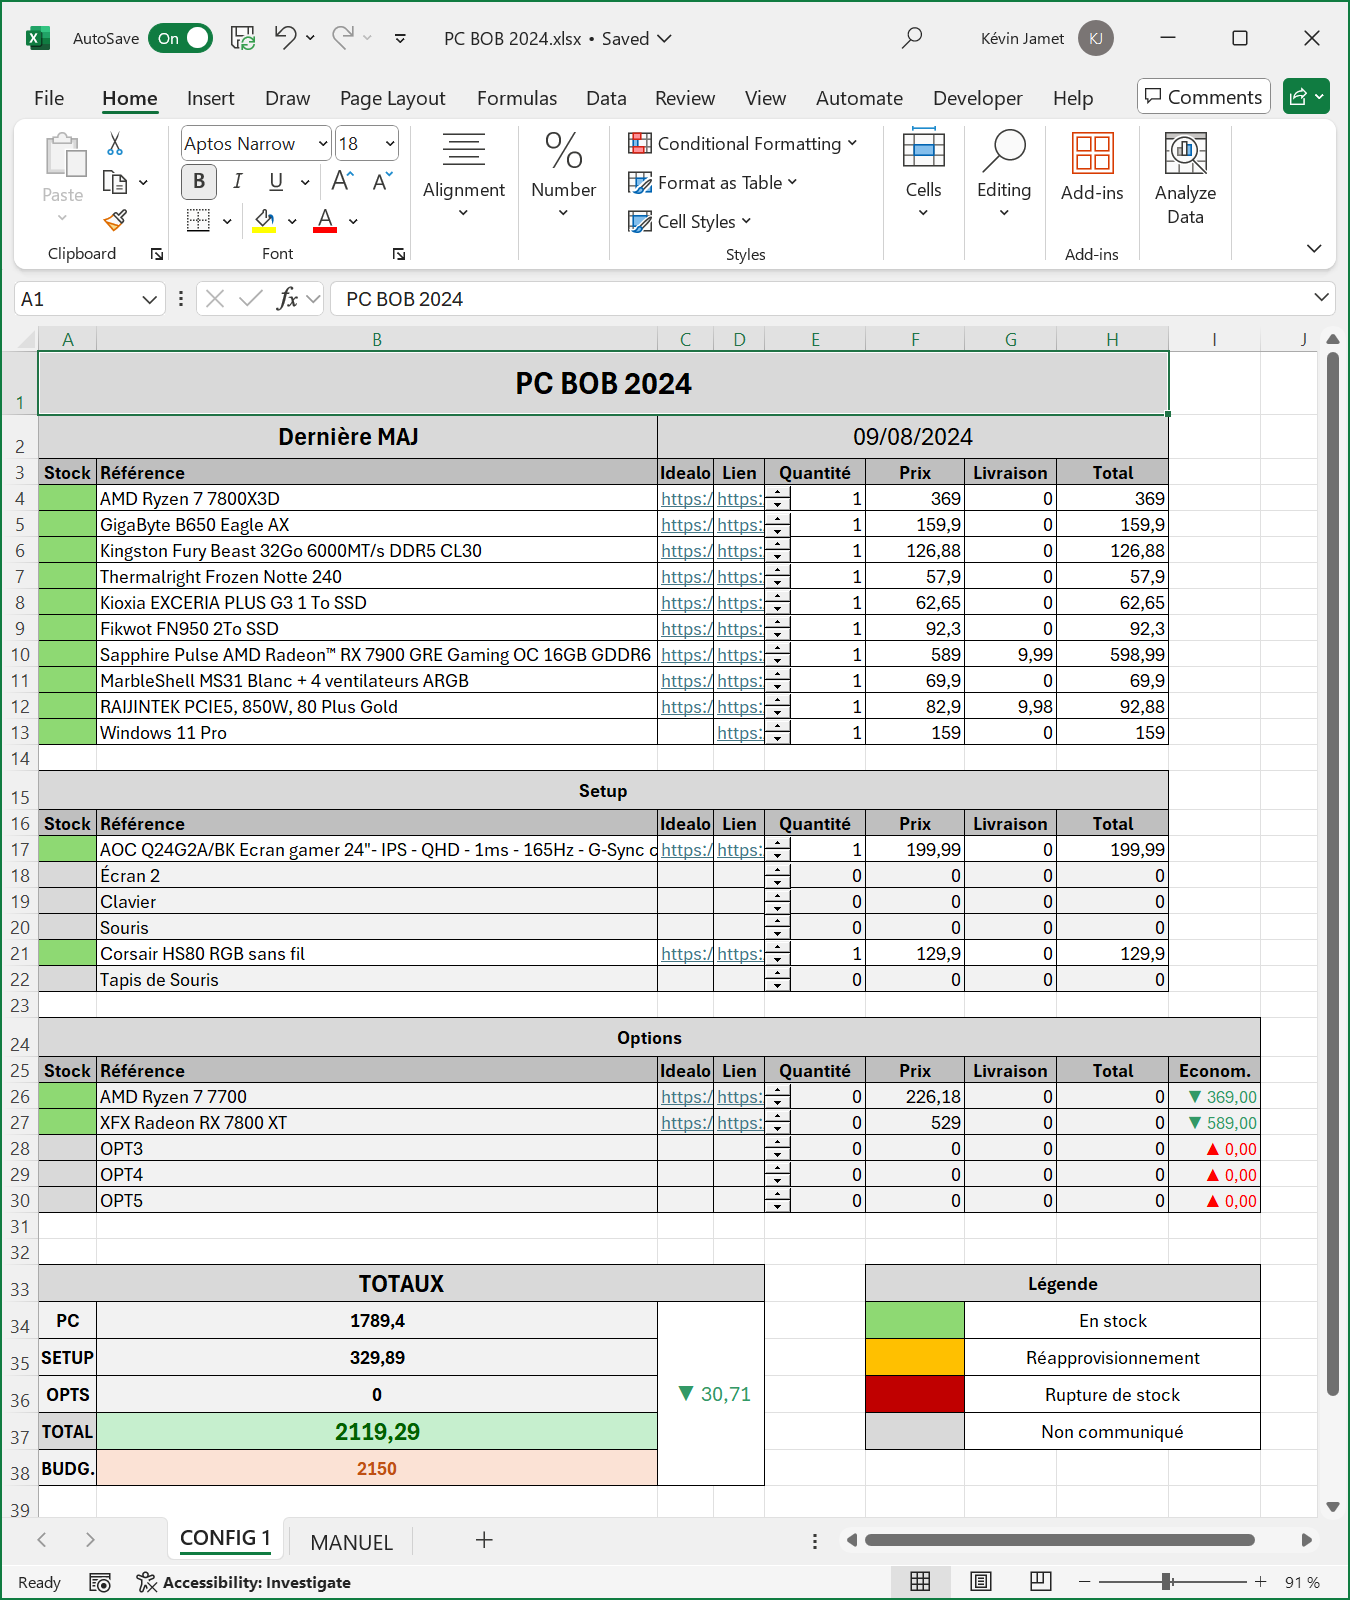 AutoSave On PC BOB 2024.xlsx • Saved Kévin Jamet KJ
File Home Insert Draw Page Layout Formulas Data Review View Automate Developer Help Comments
Paste
Clipboard
Aptos Narrow 18
B I U A A
A
Font
Alignment
% Number
Conditional Formatting
Format as Table
Cell Styles
Styles
Cells
Editing
Add-ins
Add-ins
Analyze Data
A1 fx PC BOB 2024
A B C D E F G H I J
1 PC BOB 2024
2 Dernière MAJ 09/08/2024
3 Stock Référence Idealo Lien Quantité Prix Livraison Total
4 AMD Ryzen 7 7800X3D https:/ https: 1 369 0 369
5 GigaByte B650 Eagle AX https:/ https: 1 159,9 0 159,9
6 Kingston Fury Beast 32Go 6000MT/s DDR5 CL30 https:/ https: 1 126,88 0 126,88
7 Thermalright Frozen Notte 240 https:/ https: 1 57,9 0 57,9
8 Kioxia EXCERIA PLUS G3 1 To SSD https:/ https: 1 62,65 0 62,65
9 Fikwot FN950 2To SSD https:/ https: 1 92,3 0 92,3
10 Sapphire Pulse AMD Radeon™ RX 7900 GRE Gaming OC 16GB GDDR6 https:/ https: 1 589 9,99 598,99
11 MarbleShell MS31 Blanc + 4 ventilateurs ARGB https:/ https: 1 69,9 0 69,9
12 RAIJINTEK PCIE5, 850W, 80 Plus Gold https:/ https: 1 82,9 9,98 92,88
13 Windows 11 Pro https: 1 159 0 159
14
15 Setup
16 Stock Référence Idealo Lien Quantité Prix Livraison Total
17 AOC Q24G2A/BK Ecran gamer 24"- IPS - QHD - 1ms - 165Hz - G-Sync c https:/ https: 1 199,99 0 199,99
18 Écran 2 0 0 0 0
19 Clavier 0 0 0 0
20 Souris 0 0 0 0
21 Corsair HS80 RGB sans fil https:/ https: 1 129,9 0 129,9
22 Tapis de Souris 0 0 0 0
23
24 Options
25 Stock Référence Idealo Lien Quantité Prix Livraison Total Econom.
26 AMD Ryzen 7 7700 https:/ https: 0 226,18 0 0 ▼ 369,00
27 XFX Radeon RX 7800 XT https:/ https: 0 529 0 0 ▼ 589,00
28 OPT3 0 0 0 0 ▲ 0,00
29 OPT4 0 0 0 0 ▲ 0,00
30 OPT5 0 0 0 0 ▲ 0,00
31
32
33 TOTAUX Légende
34 PC 1789,4 En stock
35 SETUP 329,89 Réapprovisionnement
36 OPTS 0 ▼ 30,71 Rupture de stock
37 TOTAL 2119,29 Non communiqué
38 BUDG. 2150
39
CONFIG 1 MANUEL
Ready Accessibility: Investigate 91 %